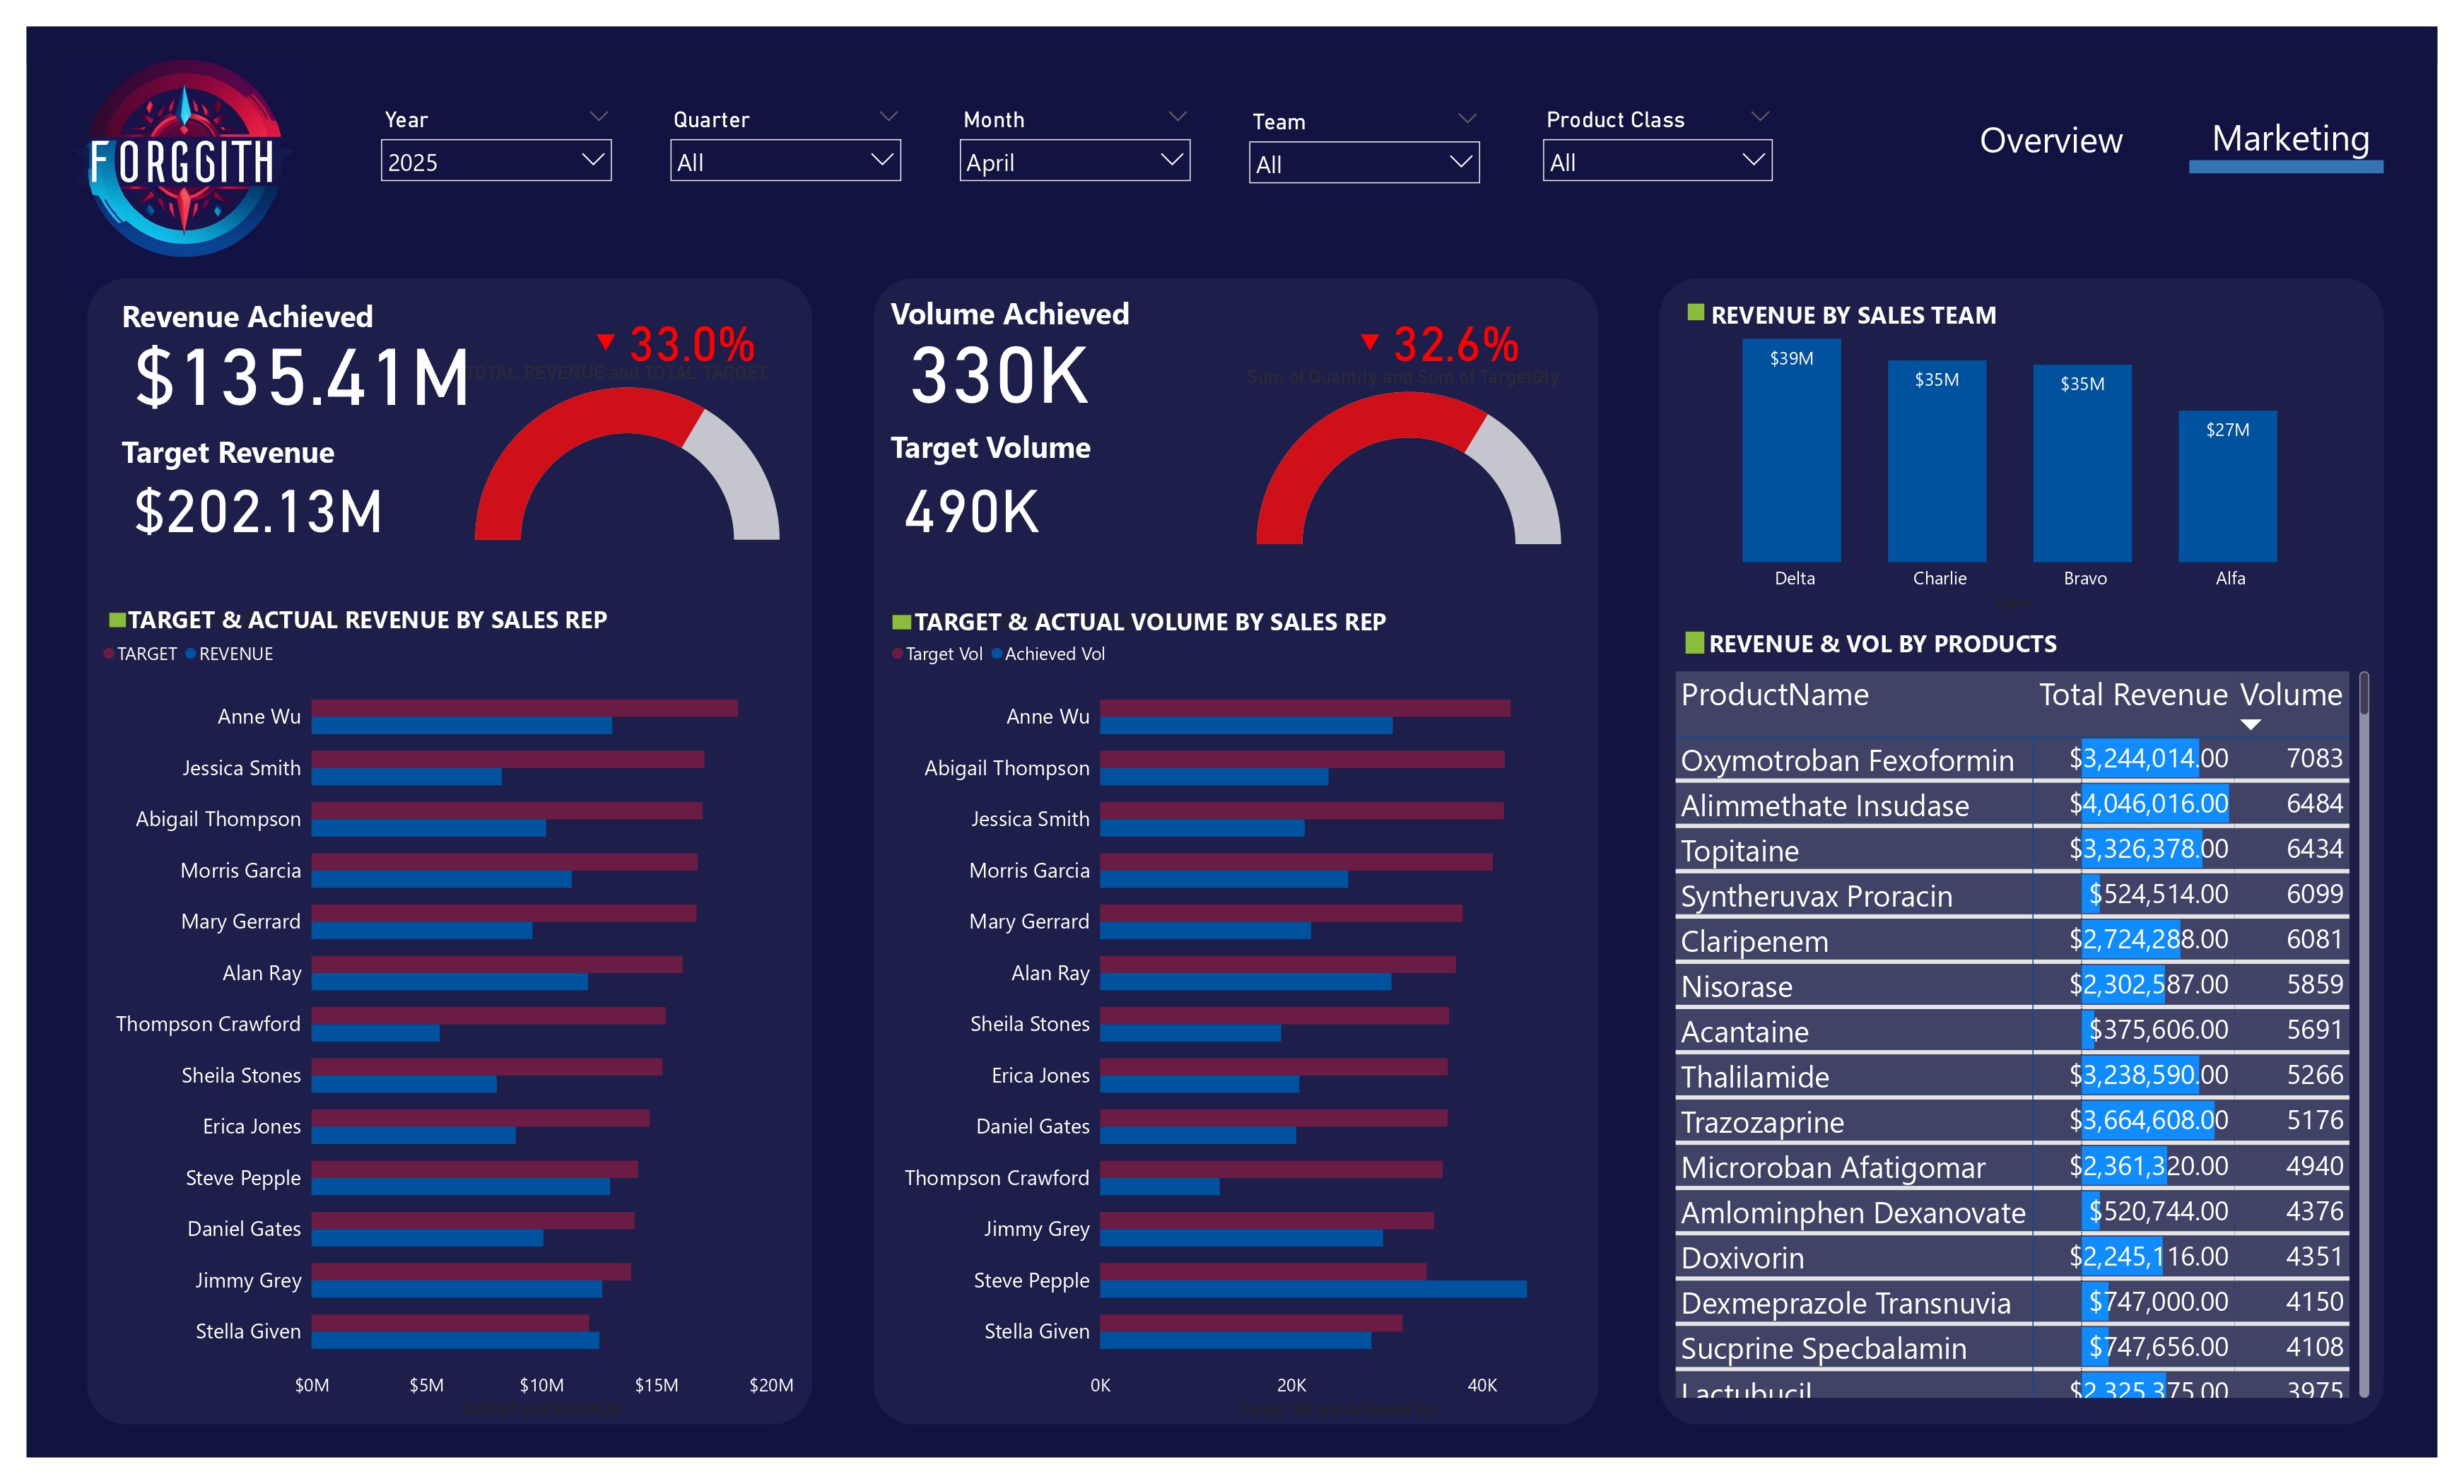 FORGGITH
Year
2025
Quarter
All
Month
April
Team
All
Product Class
All
Overview
Marketing
Revenue Achieved
$135.41M
33.0%
TOTAL REVENUE and TOTAL TARGET
Target Revenue
$202.13M
TARGET & ACTUAL REVENUE BY SALES REP
TARGET REVENUE
Anne Wu
Jessica Smith
Abigail Thompson
Morris Garcia
Mary Gerrard
Alan Ray
Thompson Crawford
Sheila Stones
Erica Jones
Steve Pepple
Daniel Gates
Jimmy Grey
Stella Given
$0M $5M $10M $15M $20M
Volume Achieved
330K
32.6%
Sum of Quantity and Sum of TargetQty
Target Volume
490K
TARGET & ACTUAL VOLUME BY SALES REP
Target Vol Achieved Vol
Anne Wu
Abigail Thompson
Jessica Smith
Morris Garcia
Mary Gerrard
Alan Ray
Sheila Stones
Erica Jones
Daniel Gates
Thompson Crawford
Jimmy Grey
Steve Pepple
Stella Given
0K 20K 40K
REVENUE BY SALES TEAM
$39M $35M $35M $27M
Delta Charlie Bravo Alfa
REVENUE & VOL BY PRODUCTS
ProductName Total Revenue Volume
Oxymotroban Fexoformin $3,244,014.00 7083
Alimmethate Insudase $4,046,016.00 6484
Topitaine $3,326,378.00 6434
Syntheruvax Proracin $524,514.00 6099
Claripenem $2,724,288.00 6081
Nisorase $2,302,587.00 5859
Acantaine $375,606.00 5691
Thalilamide $3,238,590.00 5266
Trazozaprine $3,664,608.00 5176
Microroban Afatigomar $2,361,320.00 4940
Amlominphen Dexanovate $520,744.00 4376
Doxivorin $2,245,116.00 4351
Dexmeprazole Transnuvia $747,000.00 4150
Sucprine Specbalamin $747,656.00 4108
Lactubucil $2,325,375.00 3975